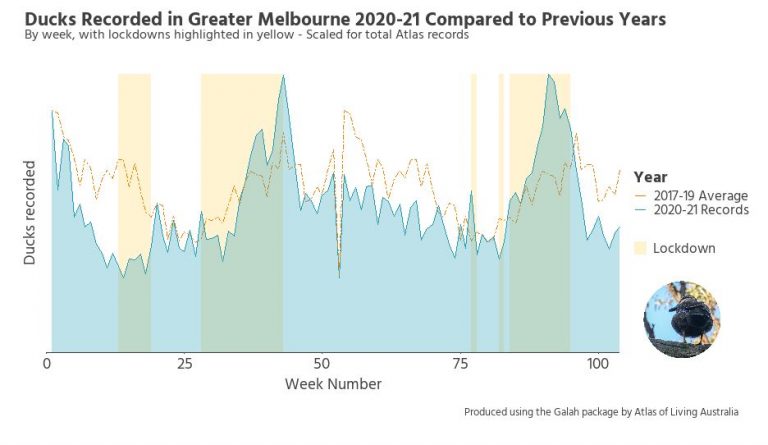 Ducks Recorded in Greater Melbourne 2020-21 Compared to Previous Years
By week, with lockdowns highlighted in yellow - Scaled for total Atlas records
Ducks recorded
0 25 50 75 100
Week Number
Year
2017-19 Average
2020-21 Records
Lockdown
Produced using the Galah package by Atlas of Living Australia